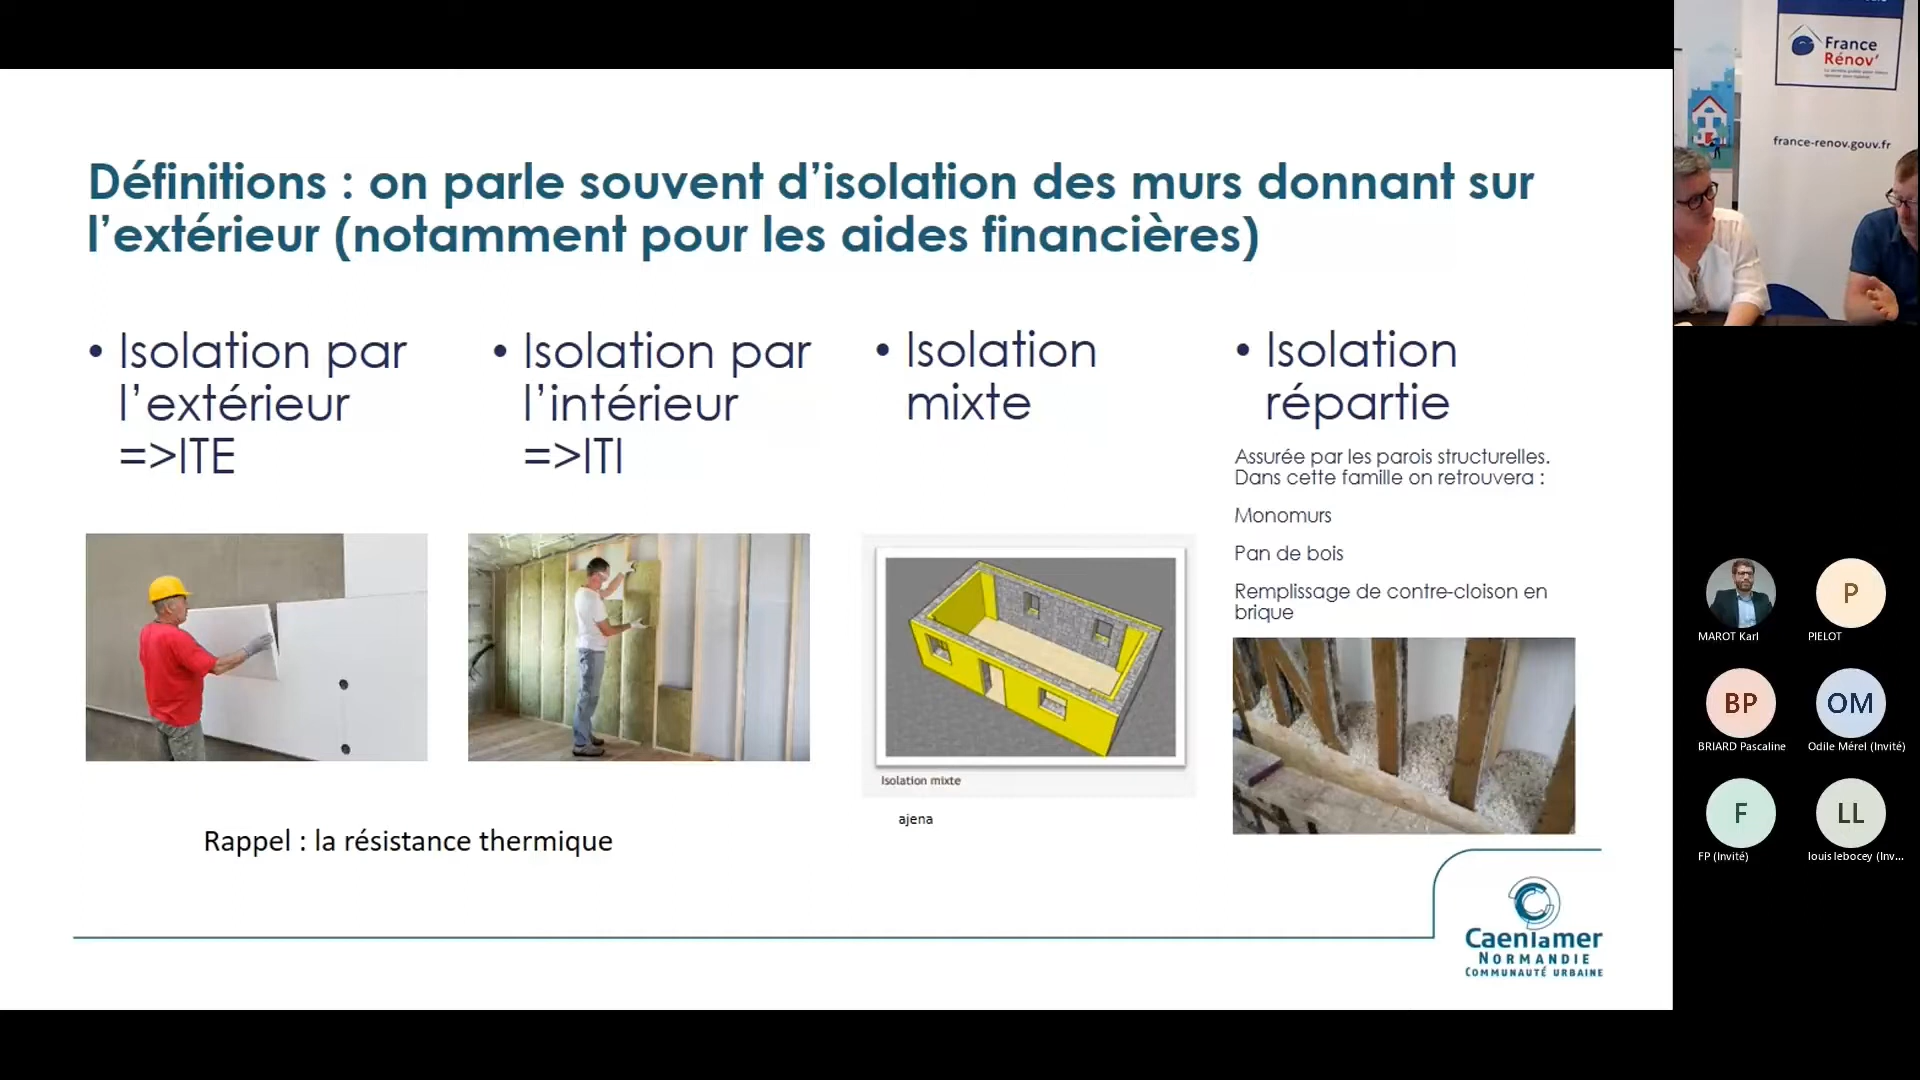 Définitions : on parle souvent d’isolation des murs donnant sur
l’extérieur (notamment pour les aides financières)
• Isolation par
l’extérieur
=>ITE
• Isolation par
l’intérieur
=>ITI
• Isolation
mixte
• Isolation
répartie
Assurée par les parois structurelles.
Dans cette famille on retrouvera :
Monomurs
Pan de bois
Remplissage de contre-cloison en
brique
Isolation mixte
ajena
Rappel : la résistance thermique
Caenlamer
NORMANDIE
COMMUNAUTÉ URBAINE
France
Rénov’
france-renov.gouv.fr
MAROT Karl
P
PIELOT
BP
BRIARD Pascaline
OM
Odile Mérel (Invité)
F
FP (Invité)
LL
louis lebocey (Inv...